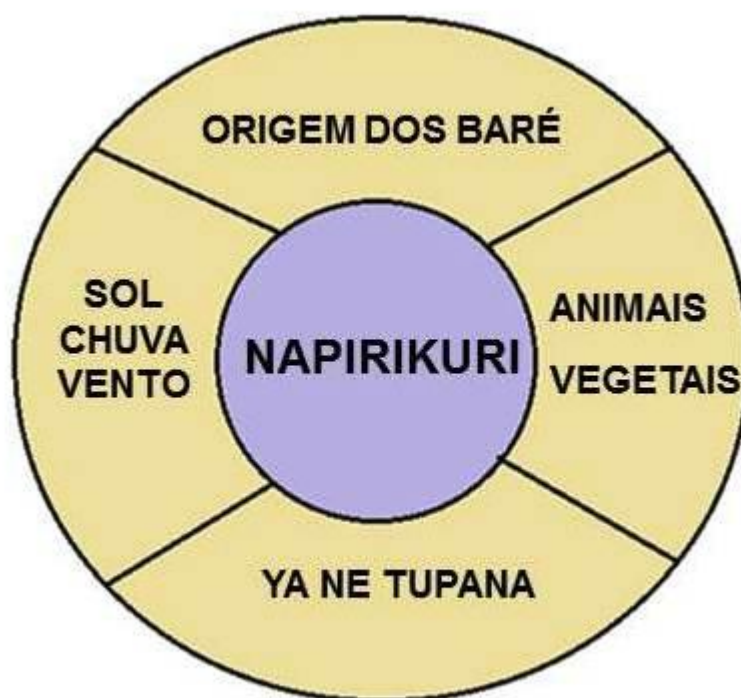 ORIGEM DOS BARÉ
SOL
CHUVA
VENTO
NAPIRIKURI
ANIMAIS
VEGETAIS
YA NE TUPANA